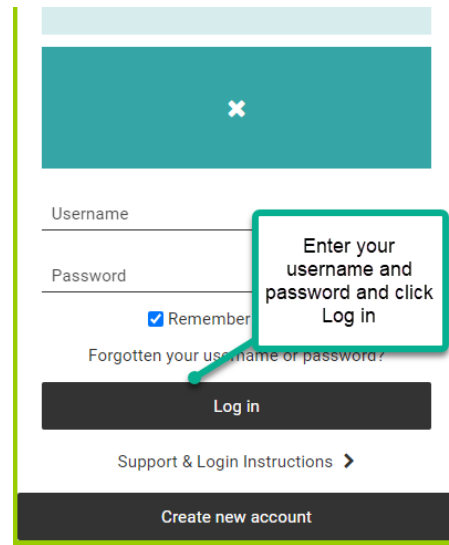 Username
Enter your
username and
password and click
Log in
Password
Remember
Forgotten your username or password?
Log in
Support & Login Instructions
Create new account